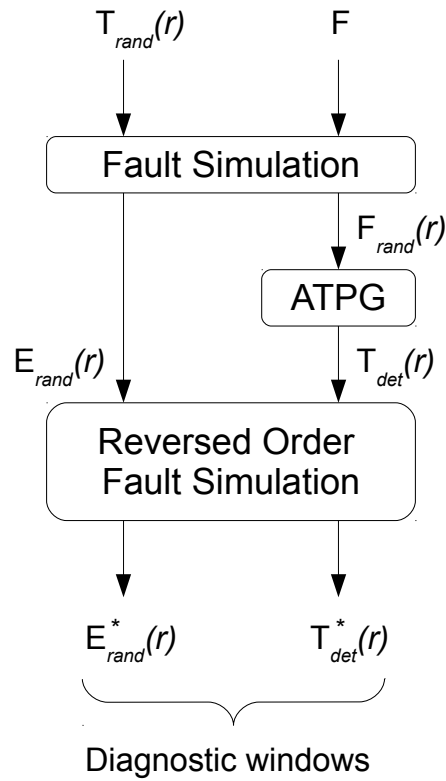 T_rand(r) F
Fault Simulation
F_rand(r)
ATPG
E_rand(r) T_det(r)
Reversed Order
Fault Simulation
E*_rand(r) T*_det(r)
Diagnostic windows